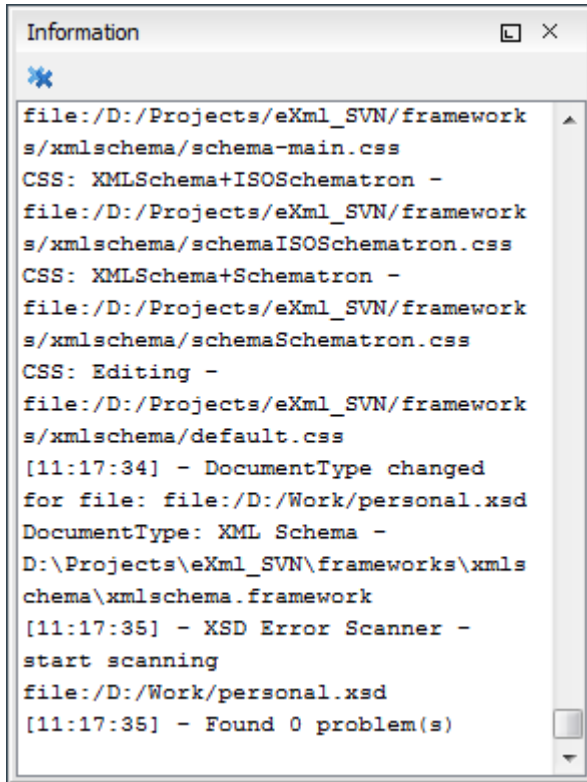 Information
file:/D:/Projects/eXml_SVN/framework
s/xmlschema/schema-main.css
CSS: XMLSchema+ISOSchematron -
file:/D:/Projects/eXml_SVN/framework
s/xmlschema/schemaISOSchematron.css
CSS: XMLSchema+Schematron -
file:/D:/Projects/eXml_SVN/framework
s/xmlschema/schemaSchematron.css
CSS: Editing -
file:/D:/Projects/eXml_SVN/framework
s/xmlschema/default.css
[11:17:34] - DocumentType changed
for file: file:/D:/Work/personal.xsd
DocumentType: XML Schema -
D:\Projects\eXml_SVN\frameworks\xmls
chema\xmlschema.framework
[11:17:35] - XSD Error Scanner -
start scanning
file:/D:/Work/personal.xsd
[11:17:35] - Found 0 problem(s)